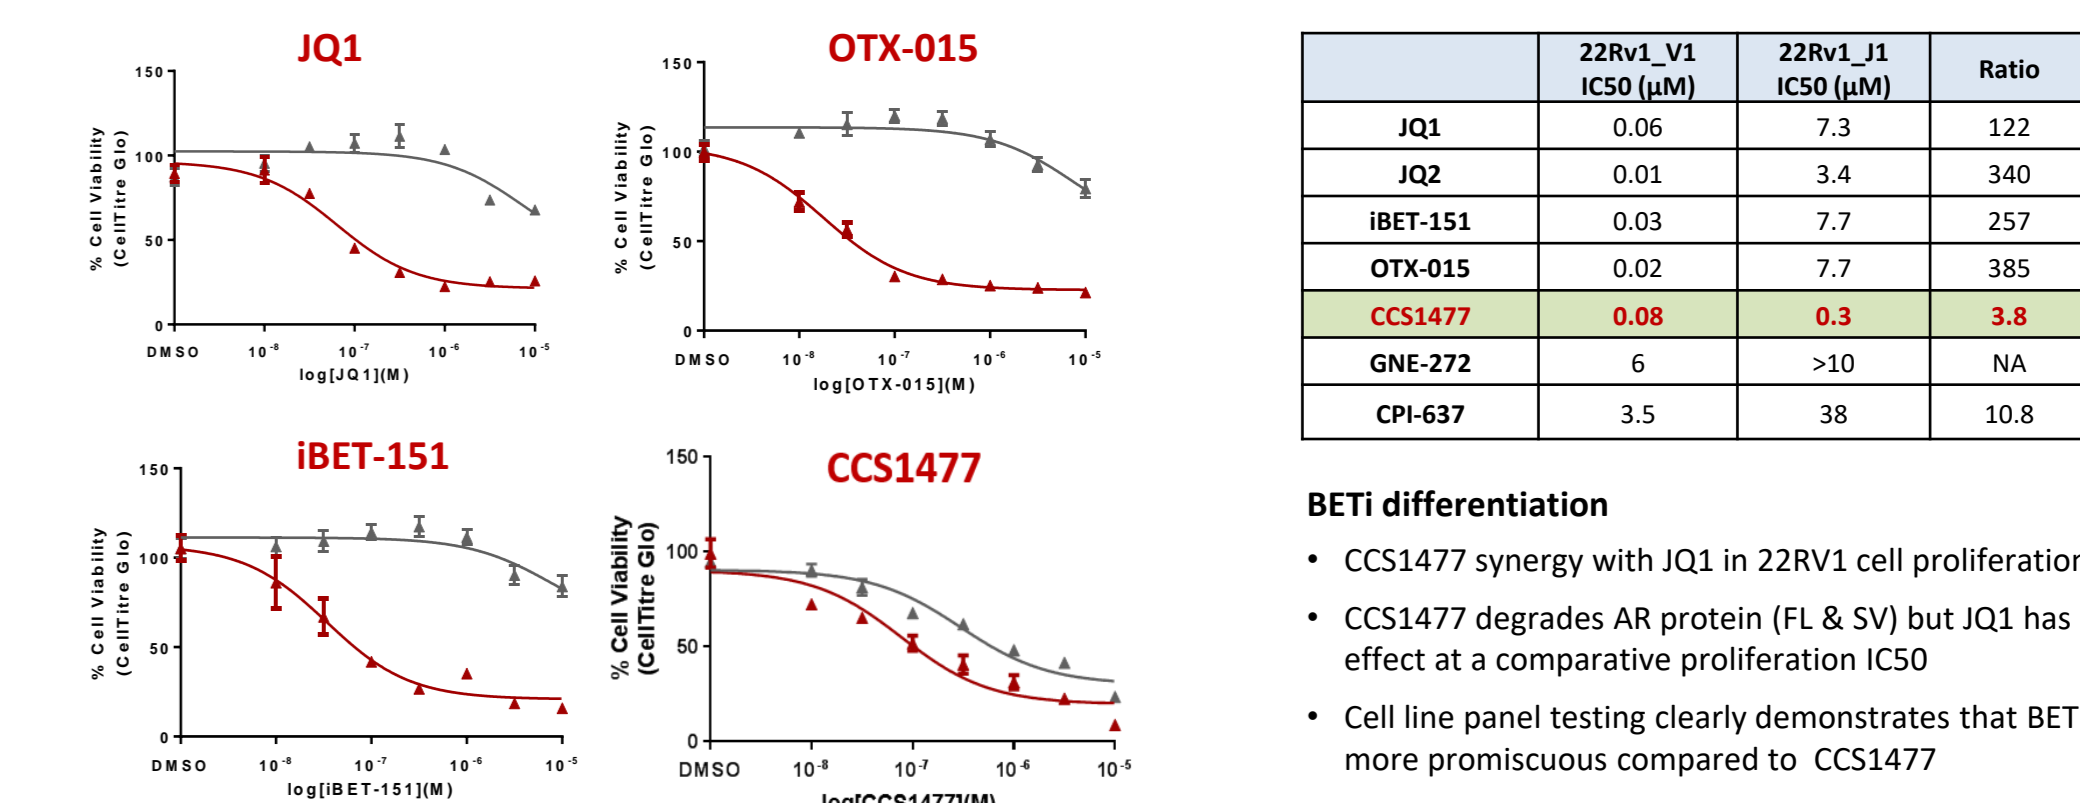 JQ1
150
100
50
0
% Cell Viability
(CellTitre Glo)
DMSO 10-8 10-7 10-6 10-5
log[JQ1](M)
OTX-015
150
100
50
0
% Cell Viability
(CellTitre Glo)
DMSO 10-8 10-7 10-6 10-5
log[OTX-015](M)
iBET-151
150
100
50
0
% Cell Viability
(CellTitre Glo)
DMSO 10-8 10-7 10-6 10-5
log[iBET-151](M)
CCS1477
150
100
50
0
% Cell Viability
(CellTitre Glo)
DMSO 10-8 10-7 10-6 10-5
log[CCS1477](M)
22Rv1_V1 IC50 (µM) 22Rv1_J1 IC50 (µM) Ratio
JQ1 0.06 7.3 122
JQ2 0.01 3.4 340
iBET-151 0.03 7.7 257
OTX-015 0.02 7.7 385
CCS1477 0.08 0.3 3.8
GNE-272 6 >10 NA
CPI-637 3.5 38 10.8
BETi differentiation
• CCS1477 synergy with JQ1 in 22RV1 cell proliferation
• CCS1477 degrades AR protein (FL & SV) but JQ1 has
effect at a comparative proliferation IC50
• Cell line panel testing clearly demonstrates that BET
more promiscuous compared to CCS1477